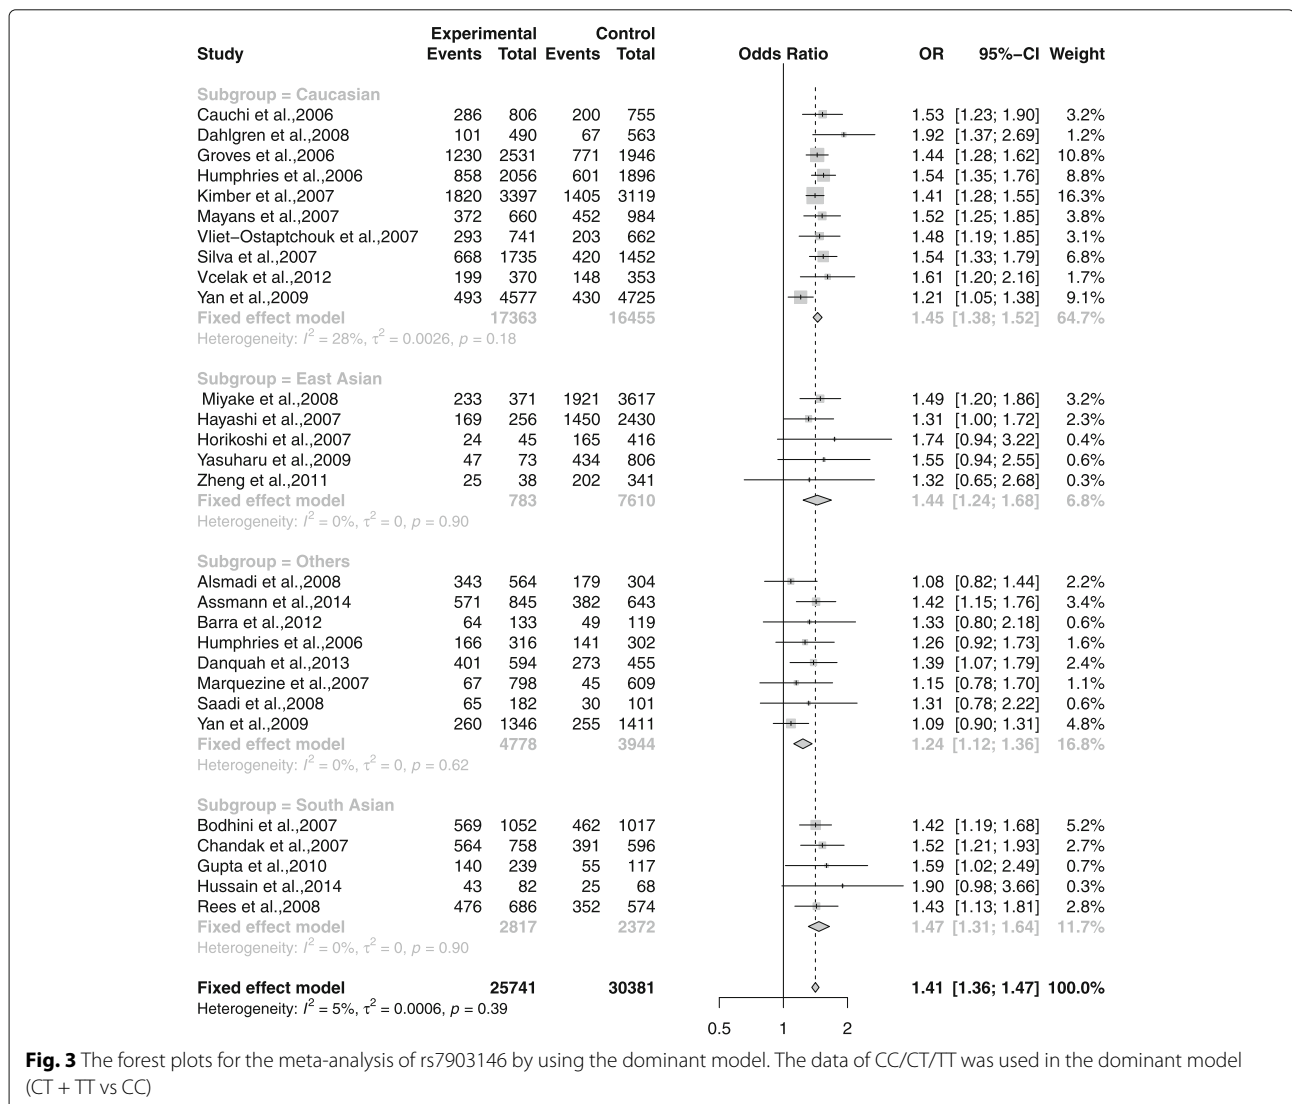 Experimental Control
Study Events Total Events Total Odds Ratio OR 95%−CI Weight
Subgroup = Caucasian
Cauchi et al.,2006 286 806 200 755 1.53 [1.23; 1.90] 3.2%
Dahlgren et al.,2008 101 490 67 563 1.92 [1.37; 2.69] 1.2%
Groves et al.,2006 1230 2531 771 1946 1.44 [1.28; 1.62] 10.8%
Humphries et al.,2006 858 2056 601 1896 1.54 [1.35; 1.76] 8.8%
Kimber et al.,2007 1820 3397 1405 3119 1.41 [1.28; 1.55] 16.3%
Mayans et al.,2007 372 660 452 984 1.52 [1.25; 1.85] 3.8%
Vliet−Ostaptchouk et al.,2007 293 741 203 662 1.48 [1.19; 1.85] 3.1%
Silva et al.,2007 668 1735 420 1452 1.54 [1.33; 1.79] 6.8%
Vcelak et al.,2012 199 370 148 353 1.61 [1.20; 2.16] 1.7%
Yan et al.,2009 493 4577 430 4725 1.21 [1.05; 1.38] 9.1%
Fixed effect model 17363 16455 1.45 [1.38; 1.52] 64.7%
Heterogeneity: I² = 28%, τ² = 0.0026, p = 0.18
Subgroup = East Asian
Miyake et al.,2008 233 371 1921 3617 1.49 [1.20; 1.86] 3.2%
Hayashi et al.,2007 169 256 1450 2430 1.31 [1.00; 1.72] 2.3%
Horikoshi et al.,2007 24 45 165 416 1.74 [0.94; 3.22] 0.4%
Yasuharu et al.,2009 47 73 434 806 1.55 [0.94; 2.55] 0.6%
Zheng et al.,2011 25 38 202 341 1.32 [0.65; 2.68] 0.3%
Fixed effect model 783 7610 1.44 [1.24; 1.68] 6.8%
Heterogeneity: I² = 0%, τ² = 0, p = 0.90
Subgroup = Others
Alsmadi et al.,2008 343 564 179 304 1.08 [0.82; 1.44] 2.2%
Assmann et al.,2014 571 845 382 643 1.42 [1.15; 1.76] 3.4%
Barra et al.,2012 64 133 49 119 1.33 [0.80; 2.18] 0.6%
Humphries et al.,2006 166 316 141 302 1.26 [0.92; 1.73] 1.6%
Danquah et al.,2013 401 594 273 455 1.39 [1.07; 1.79] 2.4%
Marquezine et al.,2007 67 798 45 609 1.15 [0.78; 1.70] 1.1%
Saadi et al.,2008 65 182 30 101 1.31 [0.78; 2.22] 0.6%
Yan et al.,2009 260 1346 255 1411 1.09 [0.90; 1.31] 4.8%
Fixed effect model 4778 3944 1.24 [1.12; 1.36] 16.8%
Heterogeneity: I² = 0%, τ² = 0, p = 0.62
Subgroup = South Asian
Bodhini et al.,2007 569 1052 462 1017 1.42 [1.19; 1.68] 5.2%
Chandak et al.,2007 564 758 391 596 1.52 [1.21; 1.93] 2.7%
Gupta et al.,2010 140 239 55 117 1.59 [1.02; 2.49] 0.7%
Hussain et al.,2014 43 82 25 68 1.90 [0.98; 3.66] 0.3%
Rees et al.,2008 476 686 352 574 1.43 [1.13; 1.81] 2.8%
Fixed effect model 2817 2372 1.47 [1.31; 1.64] 11.7%
Heterogeneity: I² = 0%, τ² = 0, p = 0.90
Fixed effect model 25741 30381 1.41 [1.36; 1.47] 100.0%
Heterogeneity: I² = 5%, τ² = 0.0006, p = 0.39
0.5 1 2
Fig. 3 The forest plots for the meta-analysis of rs7903146 by using the dominant model. The data of CC/CT/TT was used in the dominant model
(CT + TT vs CC)